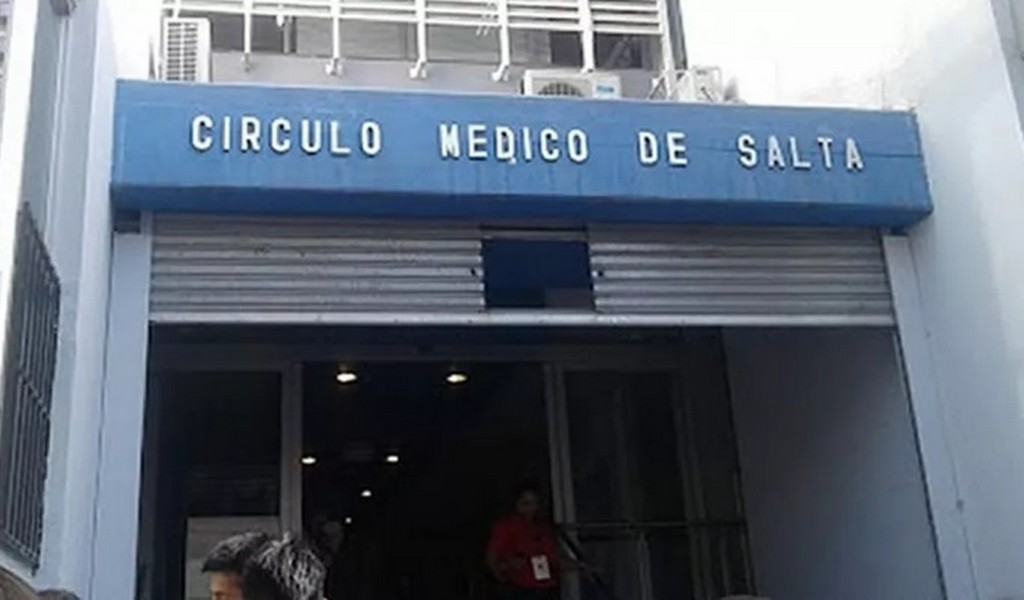 CIRCULO MEDICO DE SALTA